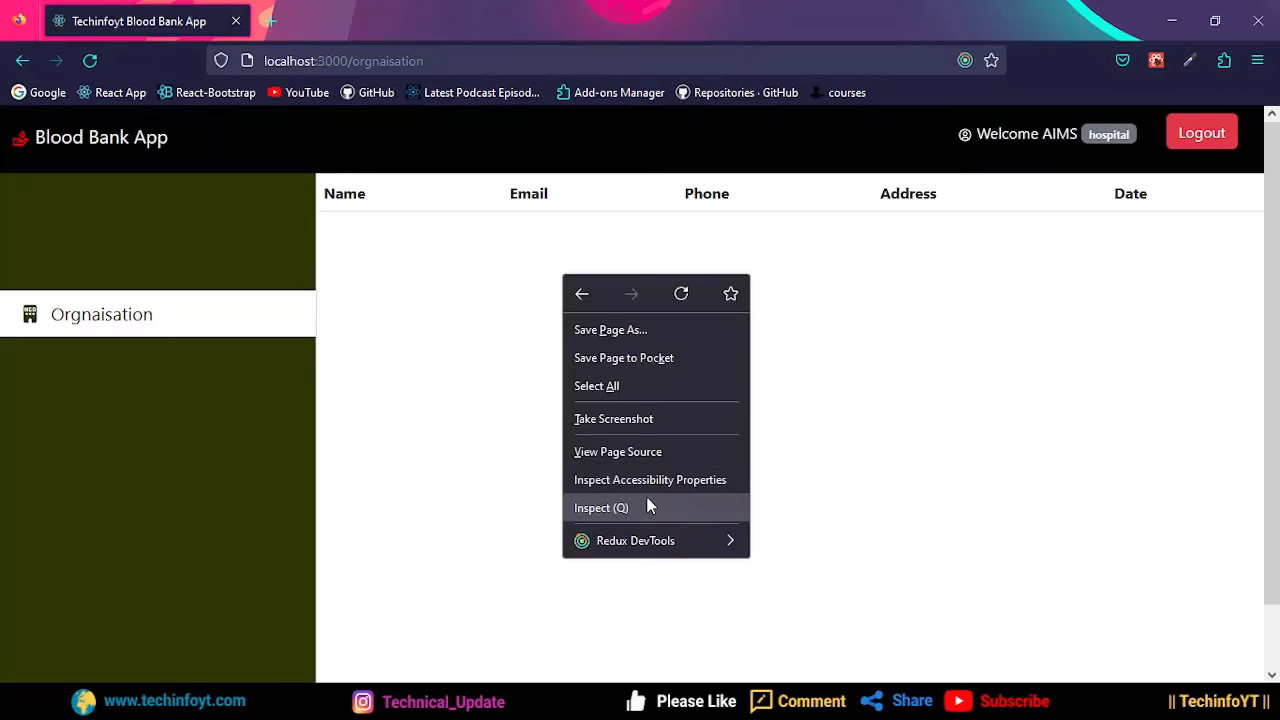 Techinfoyt Blood Bank App
localhost:3000/orgnaisation
Google React App React-Bootstrap YouTube GitHub Latest Podcast Episod... Add-ons Manager Repositories · GitHub courses
Blood Bank App
Welcome AIMS hospital
Logout
Name Email Phone Address Date
Orgnaisation
Save Page As...
Save Page to Pocket
Select All
Take Screenshot
View Page Source
Inspect Accessibility Properties
Inspect (Q)
Redux DevTools
www.techinfoyt.com Technical_Update Please Like Comment Share Subscribe || TechinfoYT ||